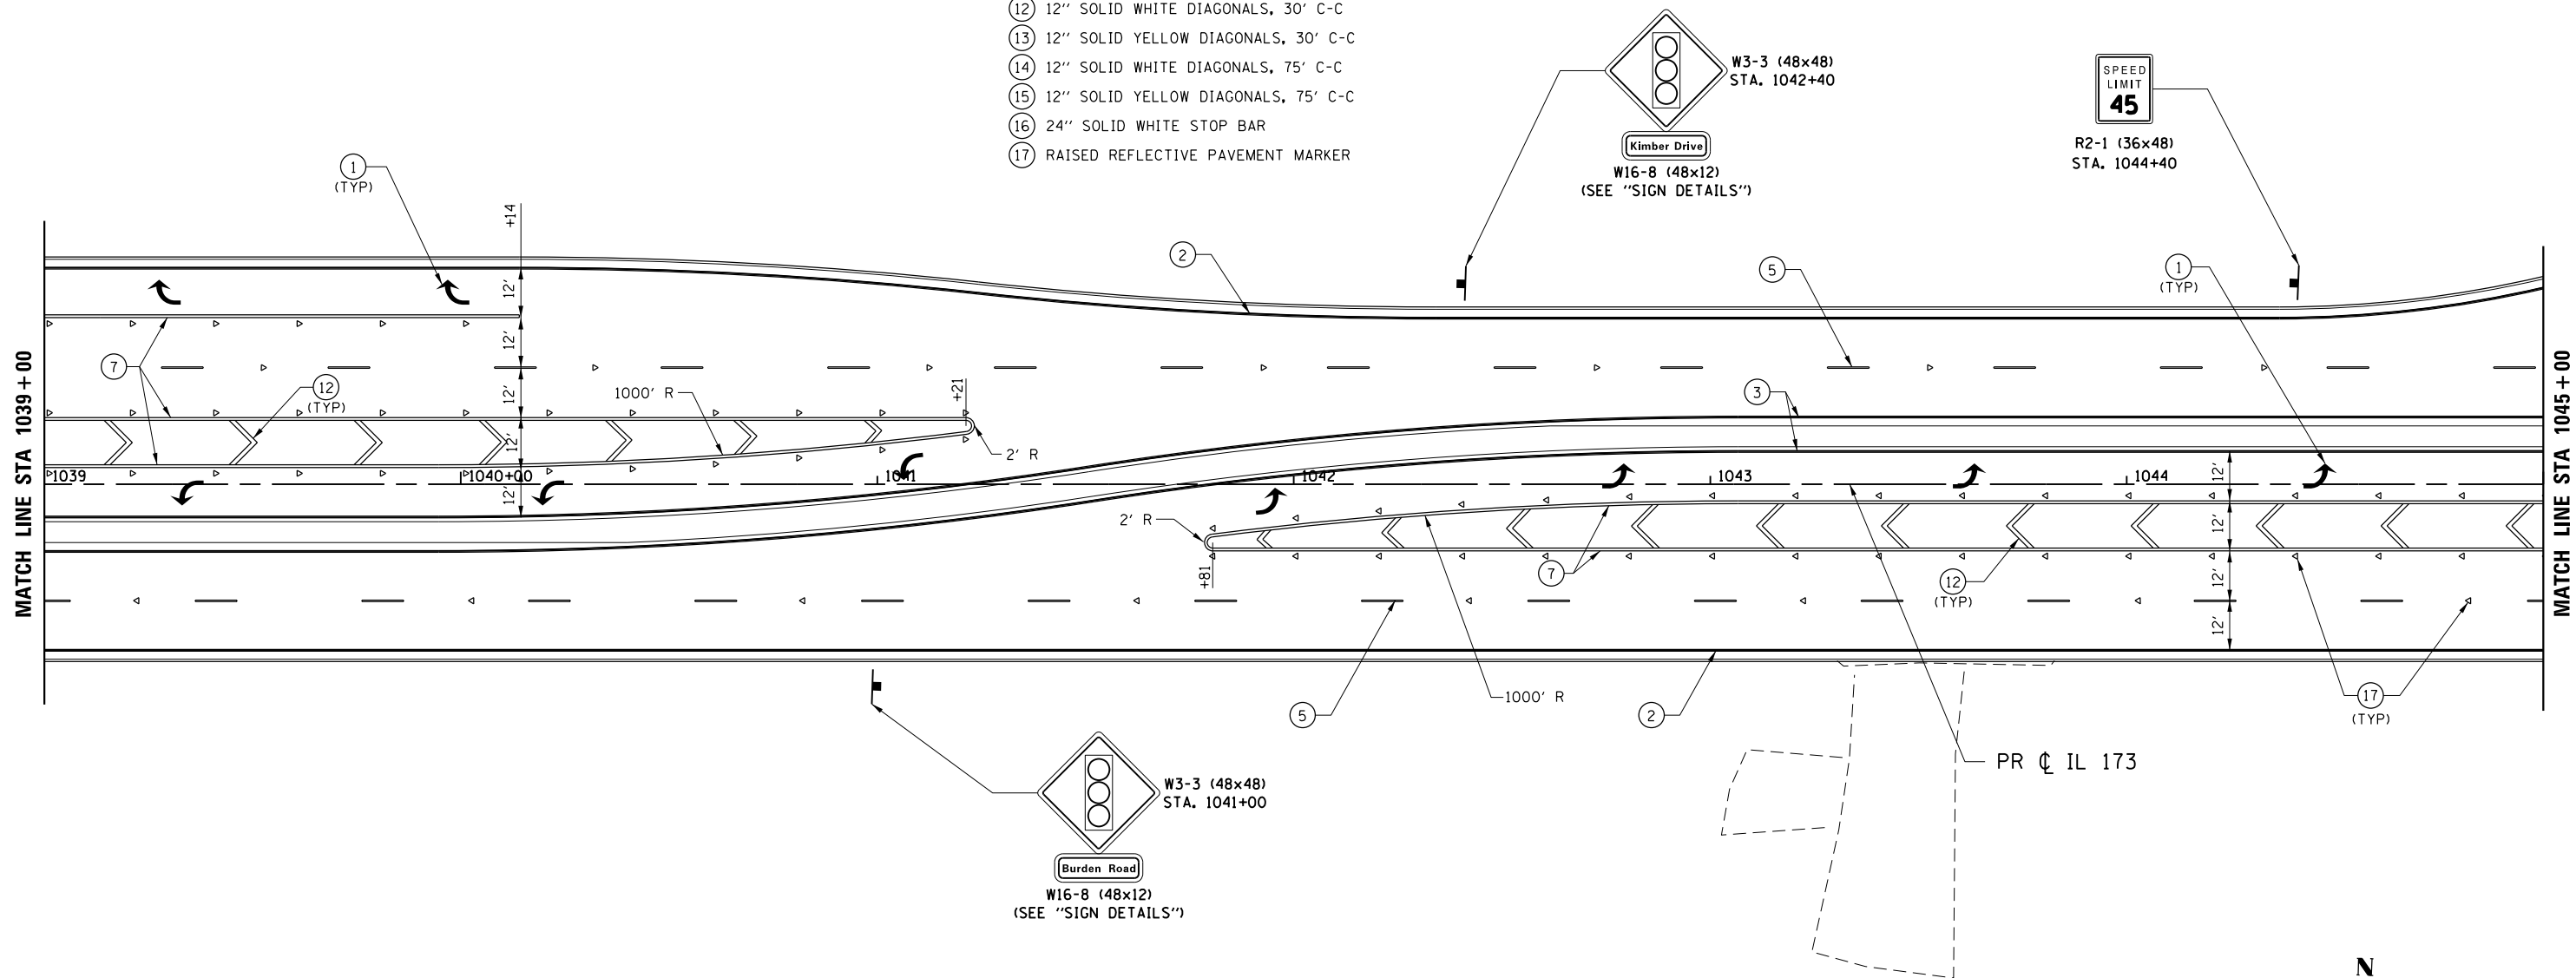 12 12" SOLID WHITE DIAGONALS, 30' C-C
13 12" SOLID YELLOW DIAGONALS, 30' C-C
14 12" SOLID WHITE DIAGONALS, 75' C-C
15 12" SOLID YELLOW DIAGONALS, 75' C-C
16 24" SOLID WHITE STOP BAR
17 RAISED REFLECTIVE PAVEMENT MARKER
W3-3 (48x48)
STA. 1042+40
Kimber Drive
W16-8 (48x12)
(SEE "SIGN DETAILS")
SPEED
LIMIT
45
R2-1 (36x48)
STA. 1044+40
1
(TYP)
+14
2
5
1
(TYP)
12'
12'
12'
12'
12'
7
12
(TYP)
1000' R
+21
2' R
3
MATCH LINE STA 1039+00
MATCH LINE STA 1045+00
1039
1040+00
1041
1042
1043
1044
2' R
+81
7
12
(TYP)
12'
12'
12'
12'
1000' R
5
2
17
(TYP)
PR ℄ IL 173
W3-3 (48x48)
STA. 1041+00
Burden Road
W16-8 (48x12)
(SEE "SIGN DETAILS")
N